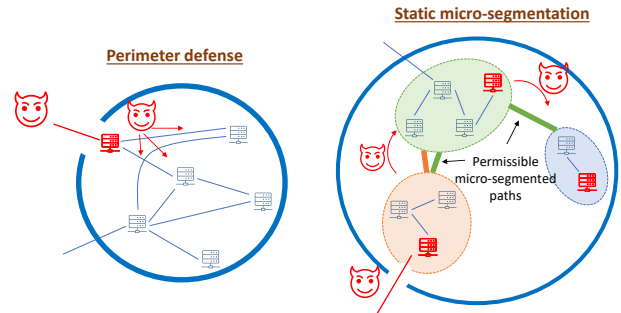 Perimeter defense
Static micro-segmentation
Permissible
micro-segmented
paths